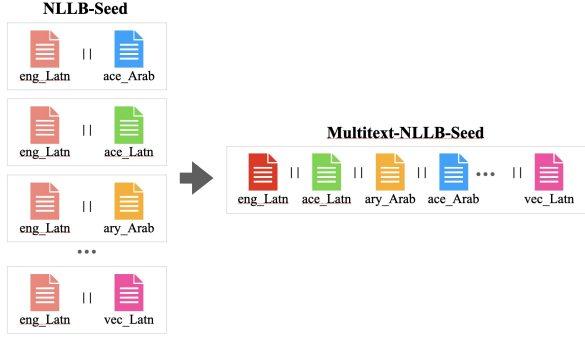 NLLB-Seed
eng_Latn || ace_Arab
eng_Latn || ace_Latn
eng_Latn || ary_Arab
...
eng_Latn || vec_Latn
Multitext-NLLB-Seed
eng_Latn || ace_Latn || ary_Arab || ace_Arab ... || vec_Latn